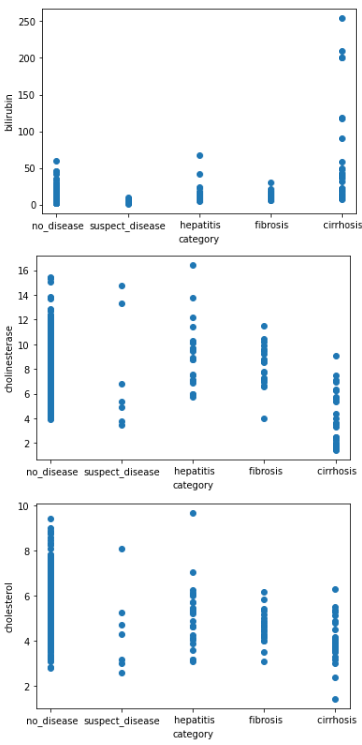 250
200
150
100
50
0
bilirubin
no_disease suspect_disease hepatitis fibrosis cirrhosis
category
16
14
12
10
8
6
4
2
cholinesterase
no_disease suspect_disease hepatitis fibrosis cirrhosis
category
10
8
6
4
2
cholesterol
no_disease suspect_disease hepatitis fibrosis cirrhosis
category